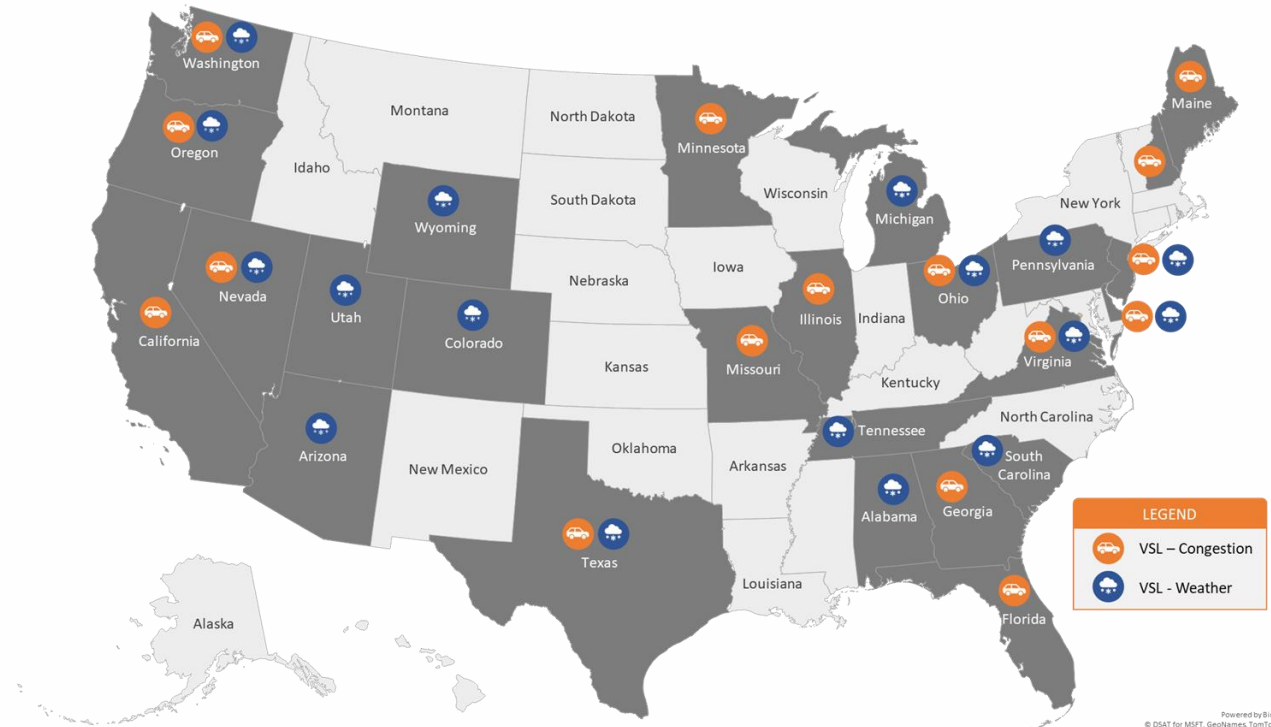 Washington
Montana
North Dakota
Minnesota
Maine
Oregon
Idaho
Wisconsin
Michigan
New York
South Dakota
Wyoming
Iowa
Pennsylvania
Nebraska
Nevada
Utah
Ohio
Illinois
Indiana
California
Colorado
Kansas
Missouri
Virginia
Kentucky
North Carolina
Tennessee
Oklahoma
Arizona
New Mexico
Arkansas
South
Carolina
Alabama
Georgia
Texas
Louisiana
Florida
Alaska
LEGEND
VSL – Congestion
VSL - Weather
Powered by Bi
© DSAT for MSFT, GeoNames, TomTo